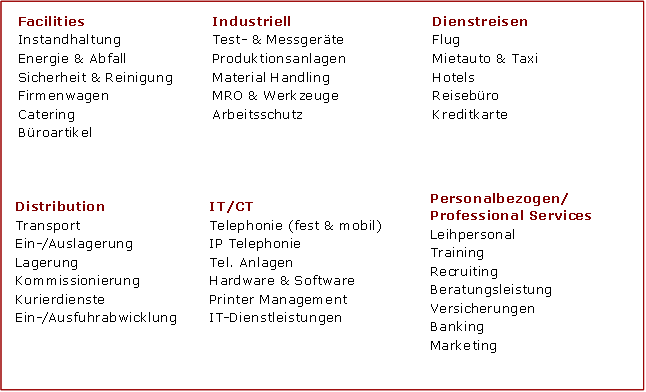 Facilities
Instandhaltung
Energie & Abfall
Sicherheit & Reinigung
Firmenwagen
Catering
Büroartikel
Industriell
Test- & Messgeräte
Produktionsanlagen
Material Handling
MRO & Werkzeuge
Arbeitsschutz
Dienstreisen
Flug
Mietauto & Taxi
Hotels
Reisebüro
Kreditkarte
Distribution
Transport
Ein-/Auslagerung
Lagerung
Kommissionierung
Kurierdienste
Ein-/Ausfuhrabwicklung
IT/CT
Telephonie (fest & mobil)
IP Telephonie
Tel. Anlagen
Hardware & Software
Printer Management
IT-Dienstleistungen
Personalbezogen/
Professional Services
Leihpersonal
Training
Recruiting
Beratungsleistung
Versicherungen
Banking
Marketing